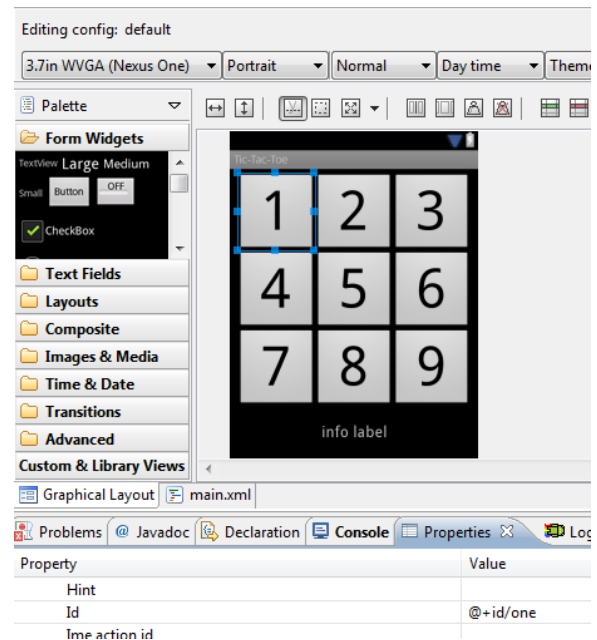 Editing config: default
3.7in WVGA (Nexus One) Portrait Normal Day time Theme
Palette
Form Widgets
TextView Large Medium
Small Button OFF
CheckBox
Text Fields
Layouts
Composite
Images & Media
Time & Date
Transitions
Advanced
Custom & Library Views
Tic-Tac-Toe
1 2 3
4 5 6
7 8 9
info label
Graphical Layout main.xml
Problems @ Javadoc Declaration Console Properties Log
Property Value
Hint
Id @+id/one
Ime action id